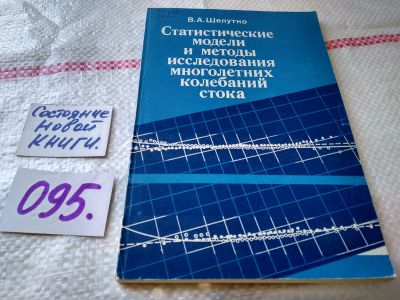 В.А.Шелутко
Статистические
модели
и методы
исследования
многолетних
колебаний
стока
Состояние
новой
книги.
095.